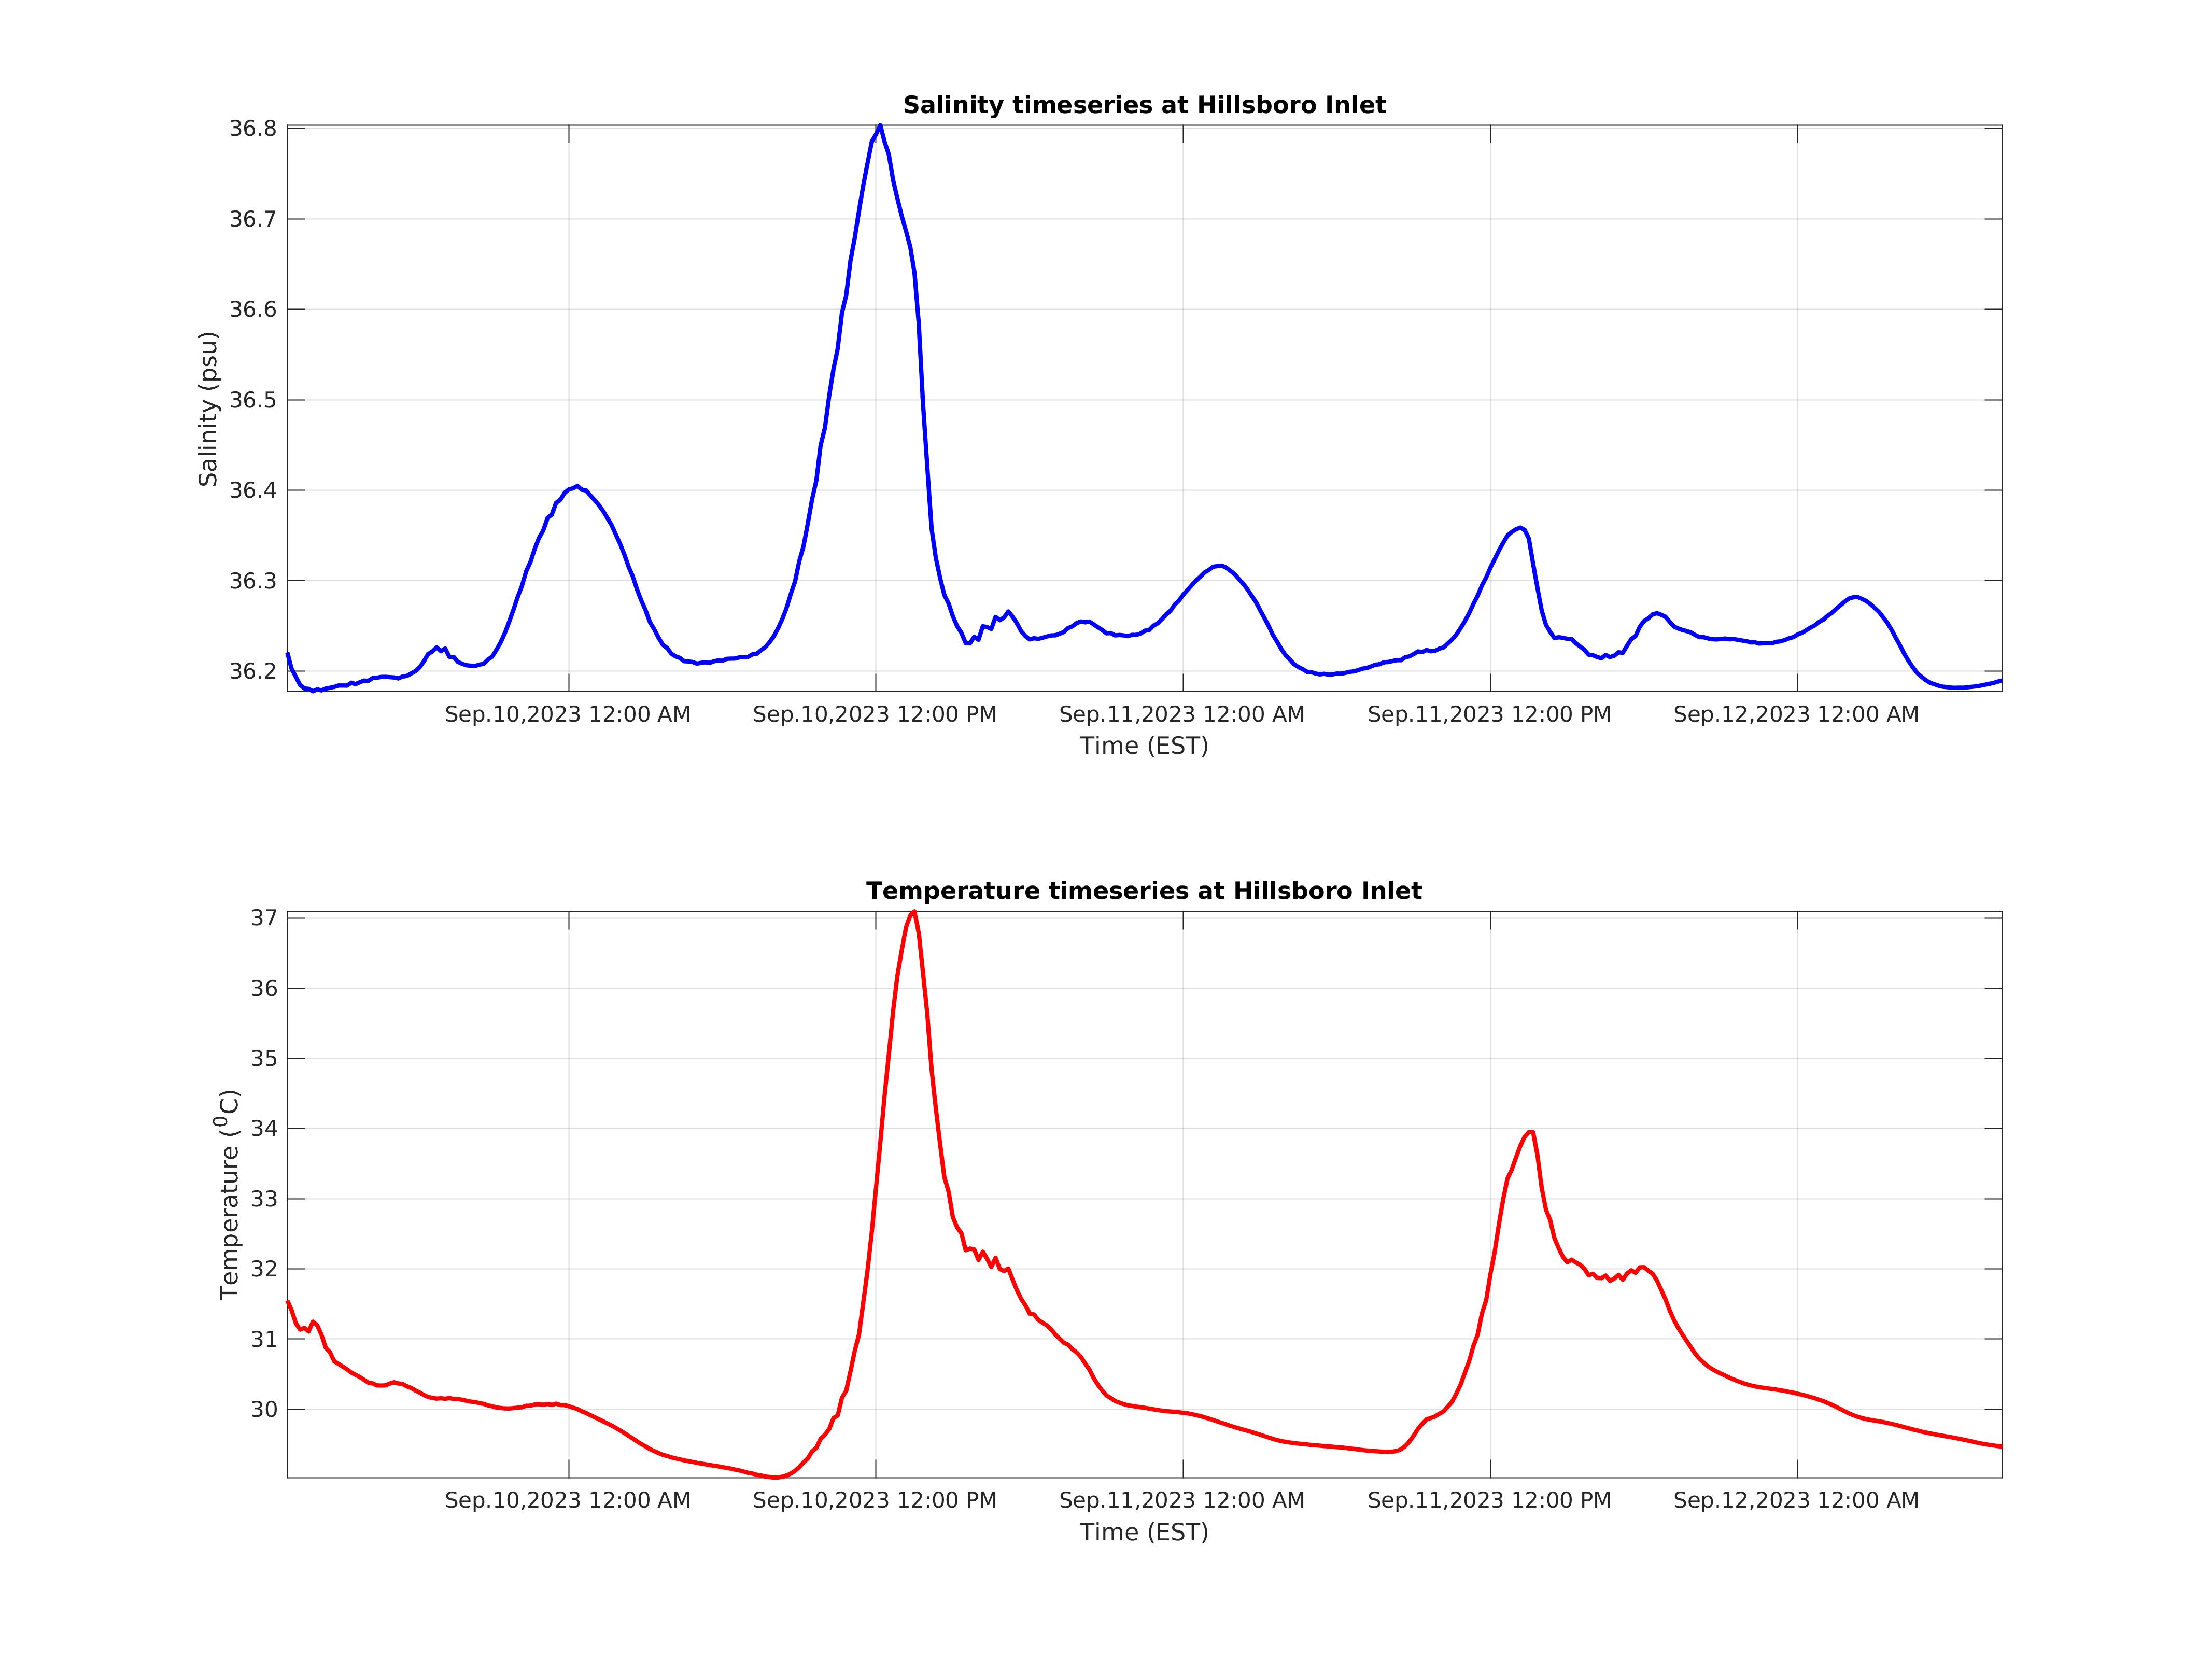 Salinity timeseries at Hillsboro Inlet
36.8
36.7
36.6
36.5
36.4
36.3
36.2
Salinity (psu)
Sep.10,2023 12:00 AM
Sep.10,2023 12:00 PM
Sep.11,2023 12:00 AM
Sep.11,2023 12:00 PM
Sep.12,2023 12:00 AM
Time (EST)
Temperature timeseries at Hillsboro Inlet
37
36
35
34
33
32
31
30
Temperature (⁰C)
Sep.10,2023 12:00 AM
Sep.10,2023 12:00 PM
Sep.11,2023 12:00 AM
Sep.11,2023 12:00 PM
Sep.12,2023 12:00 AM
Time (EST)